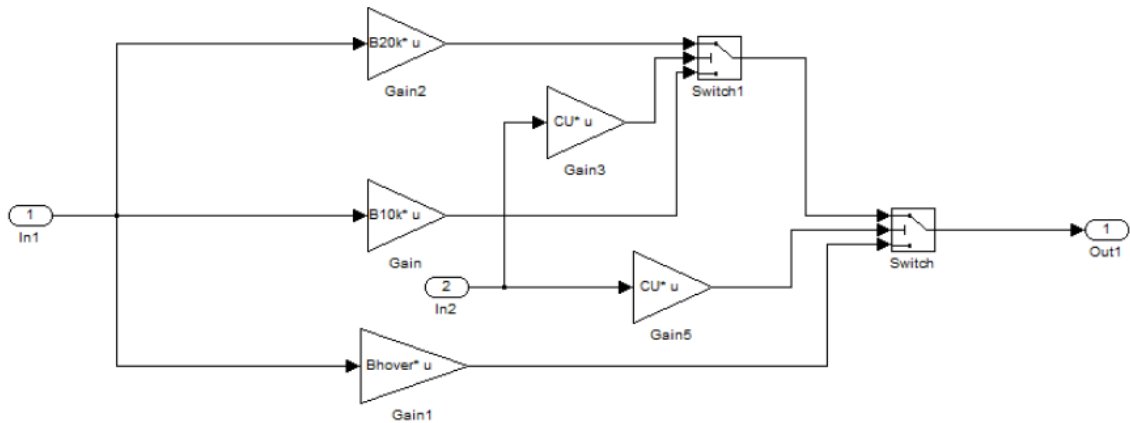 B20k* u
Gain2
Switch1
CU* u
Gain3
1
In1
B10k* u
Gain
Switch
1
Out1
2
In2
CU* u
Gain5
Bhover* u
Gain1